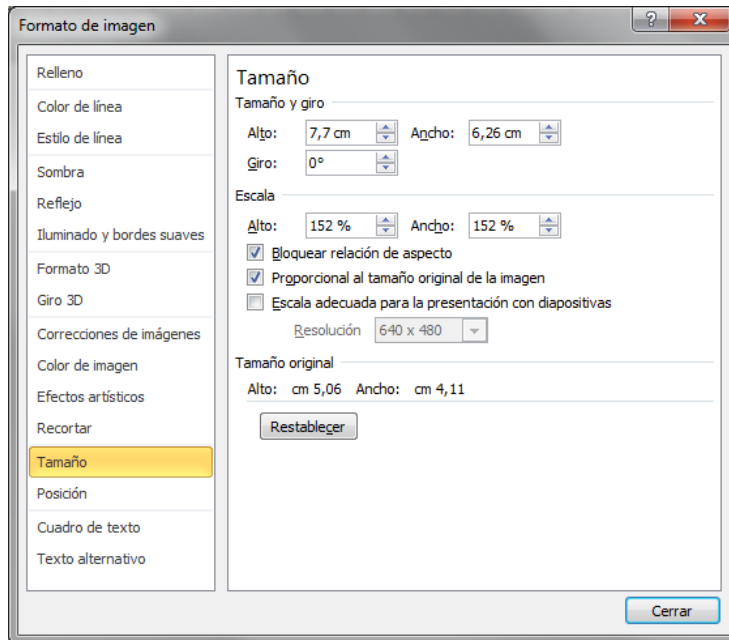 Formato de imagen
Relleno
Color de línea
Estilo de línea
Sombra
Reflejo
Iluminado y bordes suaves
Formato 3D
Giro 3D
Correcciones de imágenes
Color de imagen
Efectos artísticos
Recortar
Tamaño
Posición
Cuadro de texto
Texto alternativo
Tamaño
Tamaño y giro
Alto: 7,7 cm Ancho: 6,26 cm
Giro: 0°
Escala
Alto: 152 % Ancho: 152 %
Bloquear relación de aspecto
Proporcional al tamaño original de la imagen
Escala adecuada para la presentación con diapositivas
Resolución 640 x 480
Tamaño original
Alto: cm 5,06 Ancho: cm 4,11
Restablecer
Cerrar